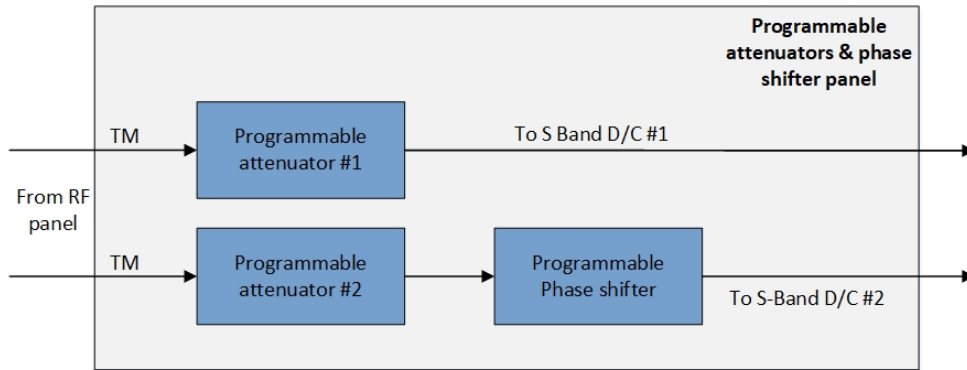 Programmable
attenuators & phase
shifter panel
TM
Programmable
attenuator #1
To S Band D/C #1
From RF
panel
TM
Programmable
attenuator #2
Programmable
Phase shifter
To S-Band D/C #2